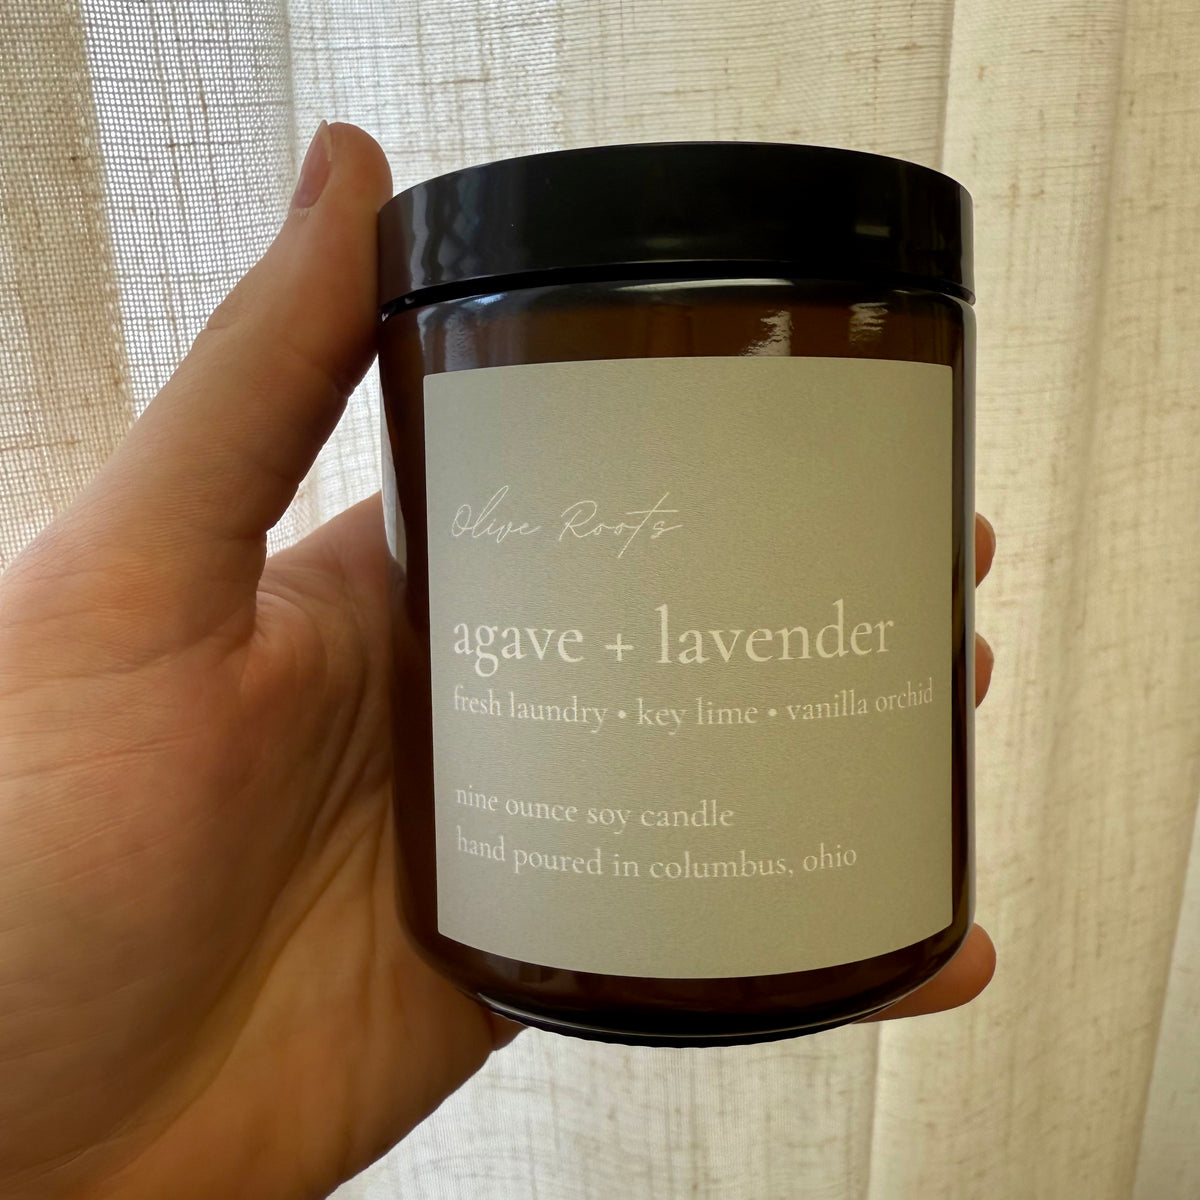 Olive Roots
agave + lavender
fresh laundry • key lime • vanilla orchid
nine ounce soy candle
hand poured in columbus, ohio